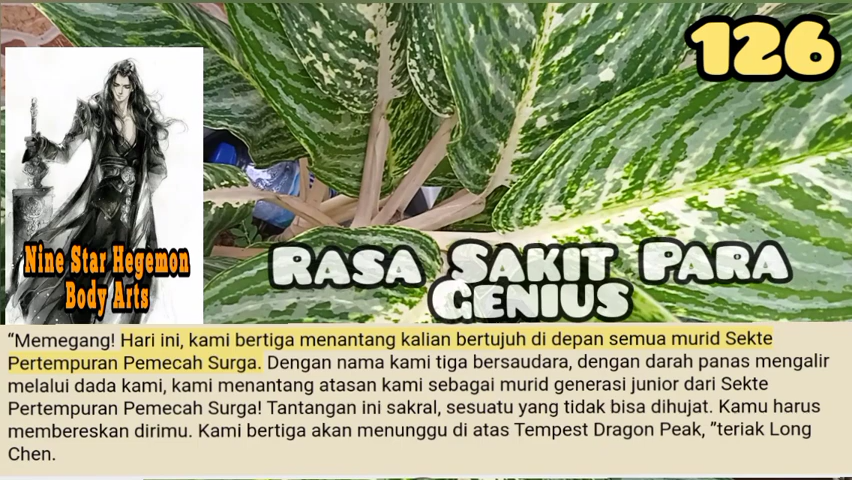 126
Nine Star Hegemon
Body Arts
Rasa Sakit Para
Genius
“Memegang! Hari ini, kami bertiga menantang kalian bertujuh di depan semua murid Sekte
Pertempuran Pemecah Surga. Dengan nama kami tiga bersaudara, dengan darah panas mengalir
melalui dada kami, kami menantang atasan kami sebagai murid generasi junior dari Sekte
Pertempuran Pemecah Surga! Tantangan ini sakral, sesuatu yang tidak bisa dihujat. Kamu harus
membereskan dirimu. Kami bertiga akan menunggu di atas Tempest Dragon Peak, ”teriak Long
Chen.